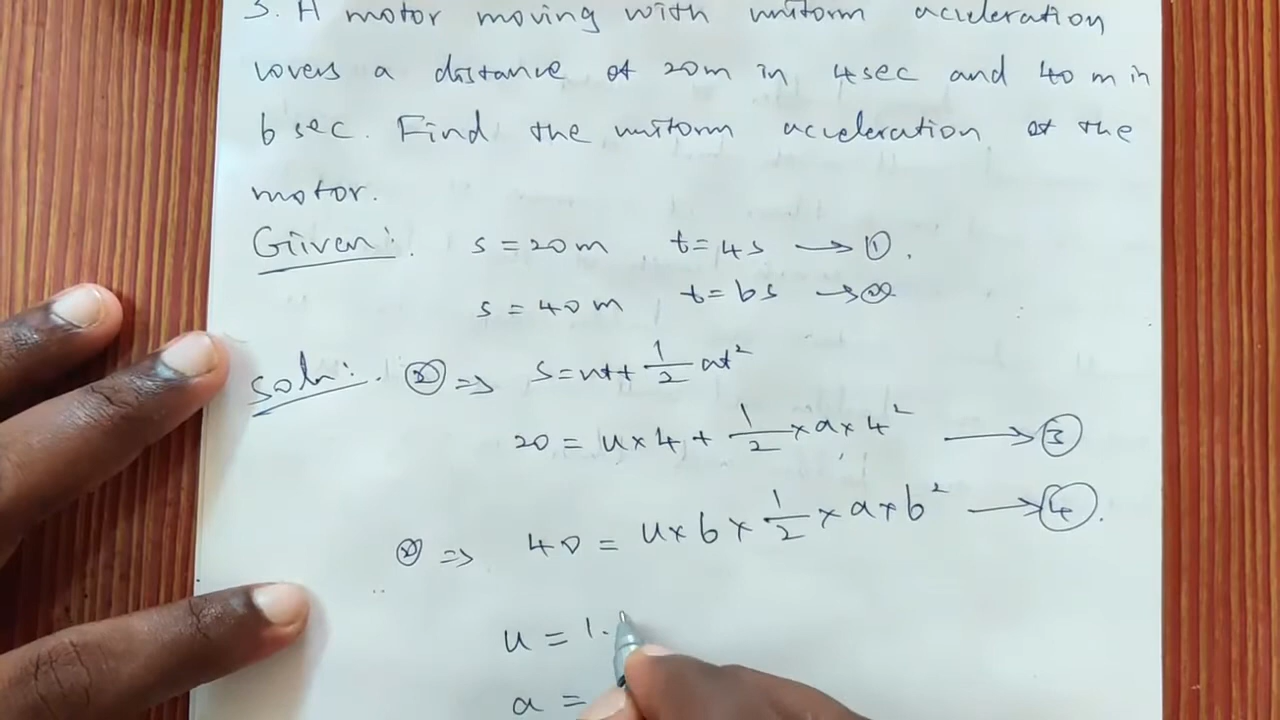 3. A motor moving with uniform acceleration
covers a distance of 20m in 4sec and 40 m in
6 sec. Find the uniform acceleration of the
motor.
Given: s = 20 m t = 4s → ①.
s = 40 m t = 6s → ②
Soln: ⇒ s = ut + 1/2 at²
20 = u × 4 + 1/2 × a × 4² → ③
② ⇒ 40 = u × 6 × 1/2 × a × 6² → ④.
u = 1.
a =